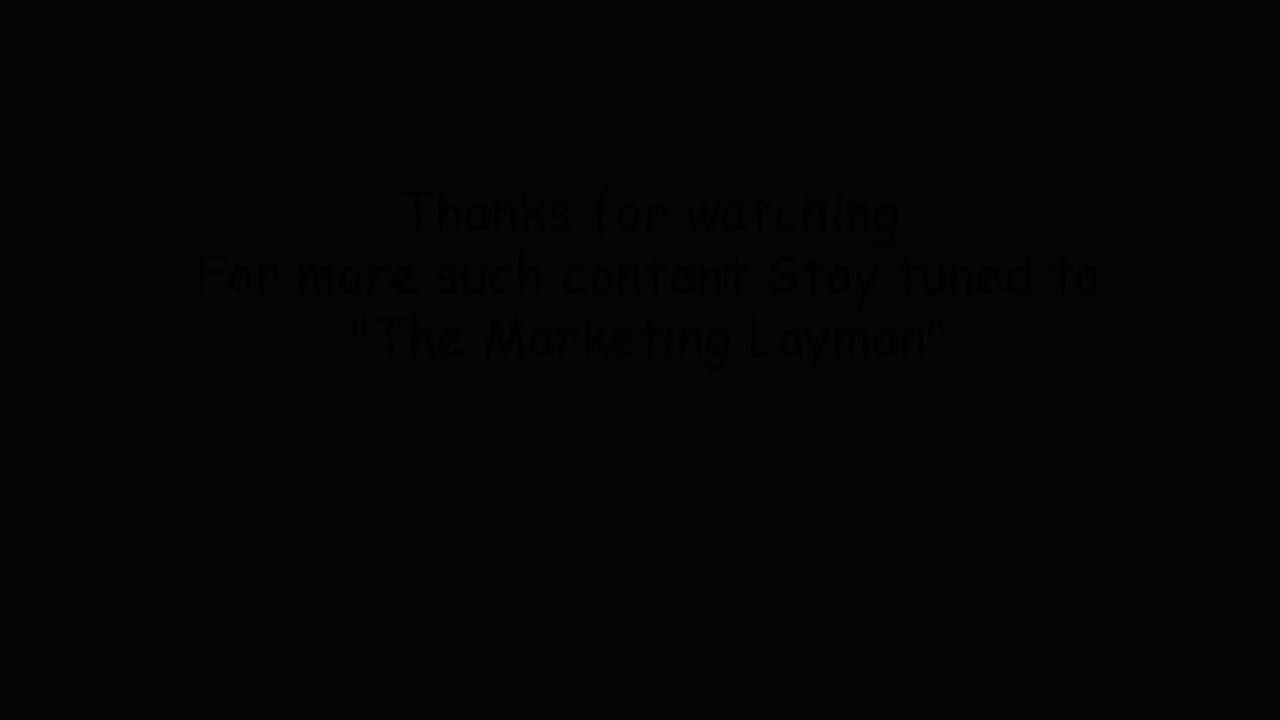 Thanks for watching
For more such content Stay tuned to
"The Marketing Layman"